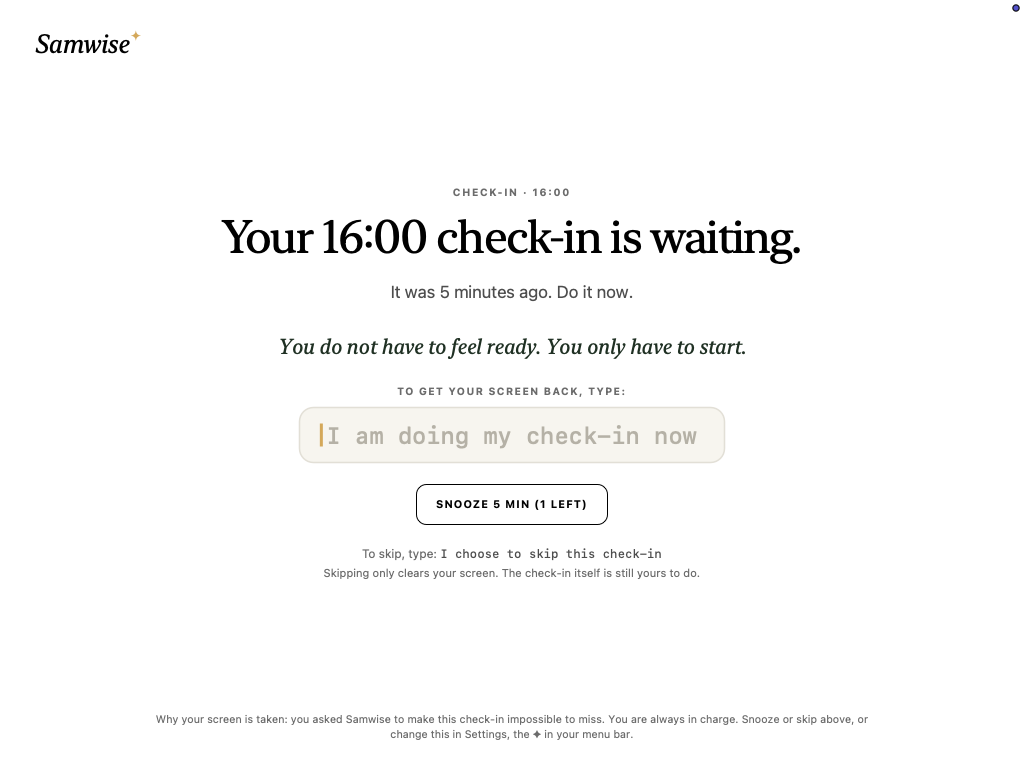 Samwise✦
CHECK-IN · 16:00
Your 16:00 check-in is waiting.
It was 5 minutes ago. Do it now.
You do not have to feel ready. You only have to start.
TO GET YOUR SCREEN BACK, TYPE:
I am doing my check-in now
SNOOZE 5 MIN (1 LEFT)
To skip, type: I choose to skip this check-in
Skipping only clears your screen. The check-in itself is still yours to do.
Why your screen is taken: you asked Samwise to make this check-in impossible to miss. You are always in charge. Snooze or skip above, or
change this in Settings, the ✦ in your menu bar.